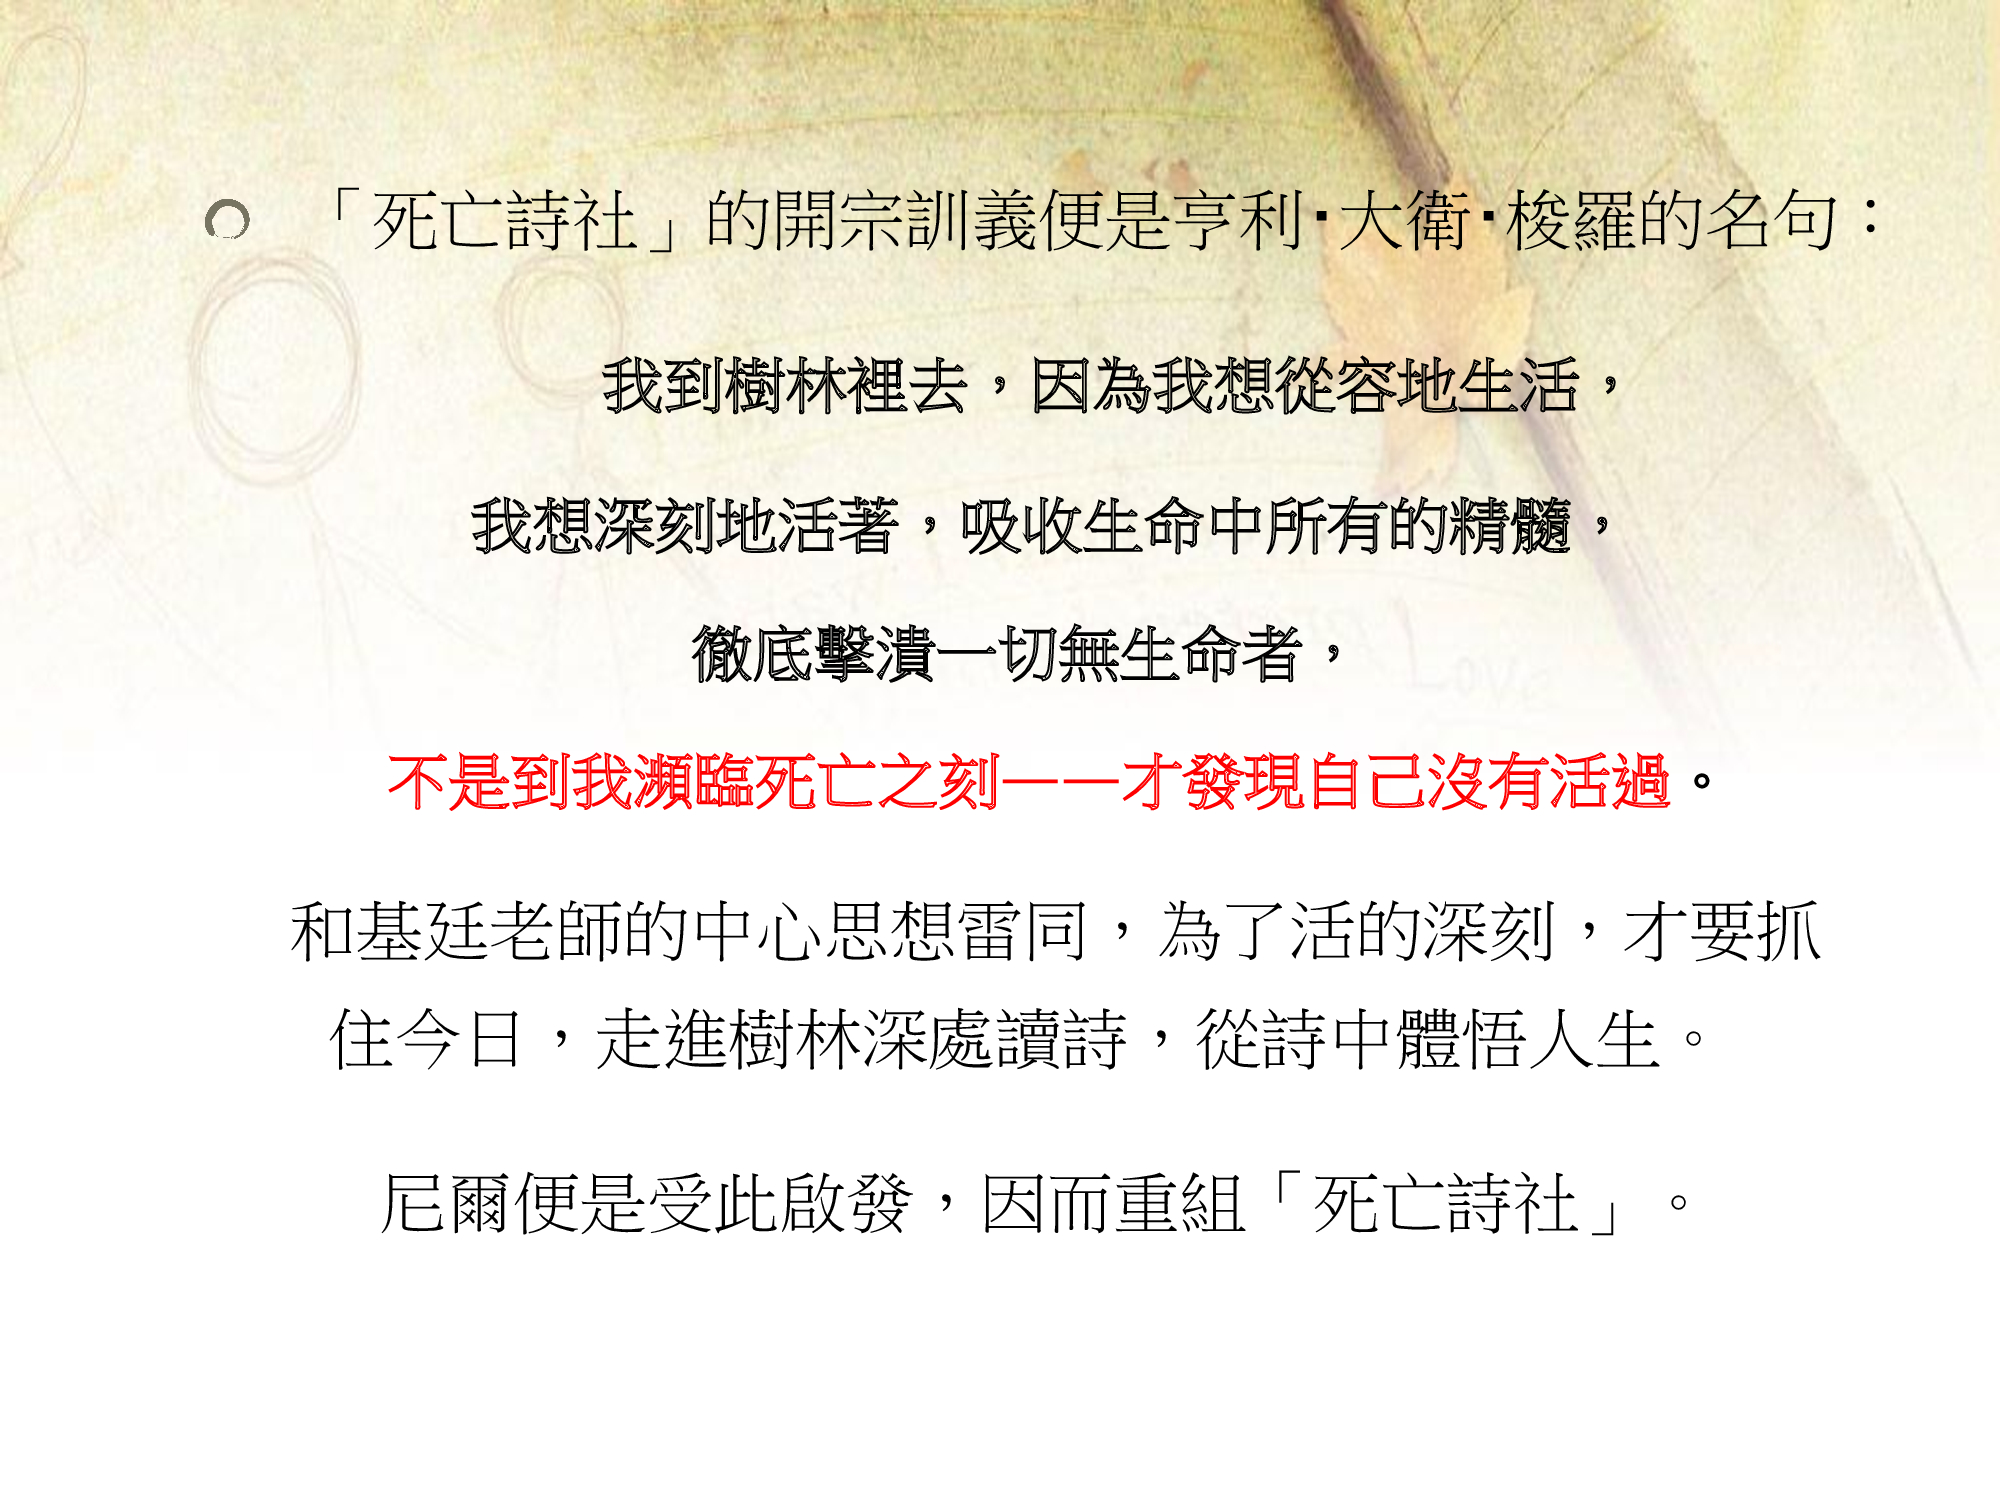 「死亡詩社」的開宗訓義便是亨利‧大衛‧梭羅的名句：
我到樹林裡去，因為我想從容地生活，
我想深刻地活著，吸收生命中所有的精髓，
徹底擊潰一切無生命者，
不是到我瀕臨死亡之刻——才發現自己沒有活過。
和基廷老師的中心思想雷同，為了活的深刻，才要抓
住今日，走進樹林深處讀詩，從詩中體悟人生。
尼爾便是受此啟發，因而重組「死亡詩社」。
Love